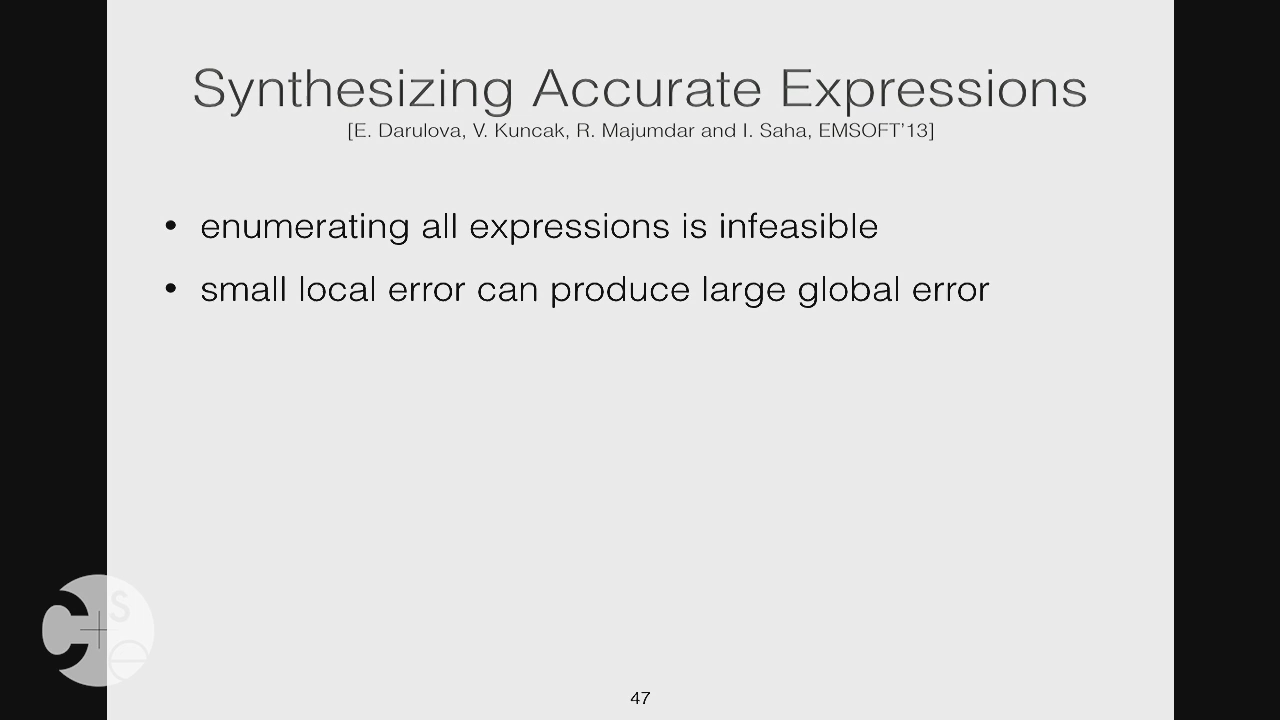 Synthesizing Accurate Expressions
[E. Darulova, V. Kuncak, R. Majumdar and I. Saha, EMSOFT’13]
• enumerating all expressions is infeasible
• small local error can produce large global error
C+se
47